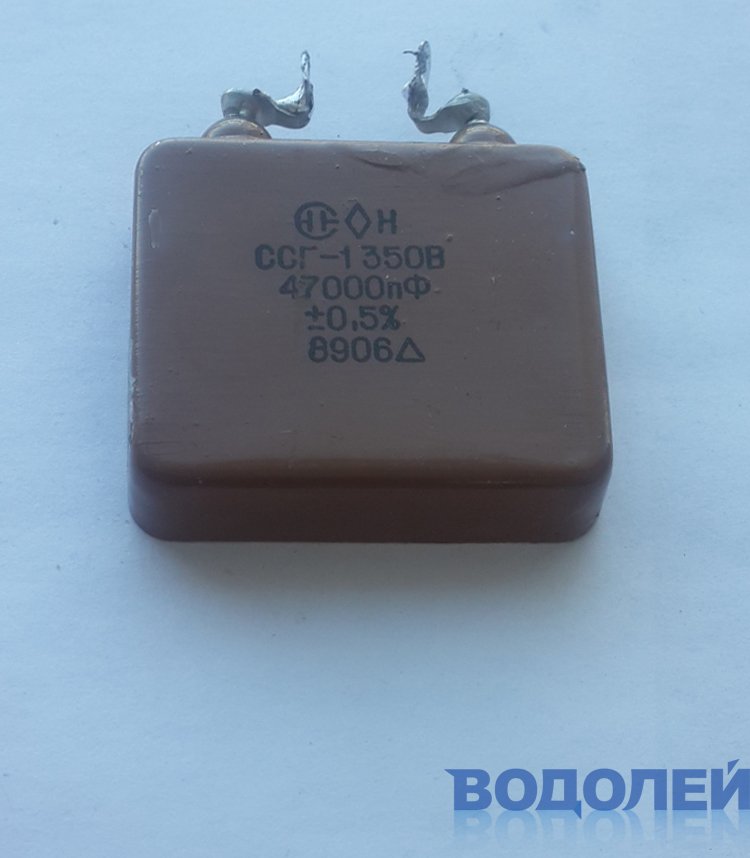 Н
ССГ-1 350В
47000пФ
±0,5%
8906△
ВОДОЛЕЙ